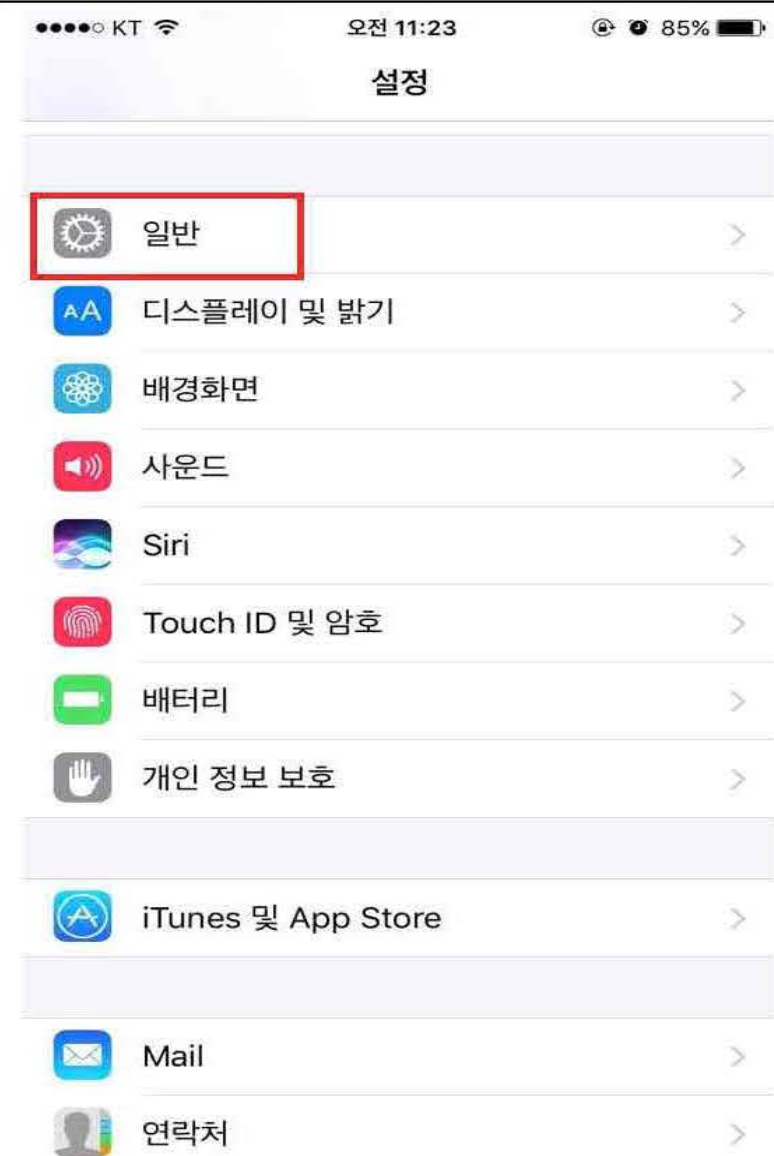 KT 오전 11:23 85%
설정
일반
AA 디스플레이 및 밝기
배경화면
사운드
Siri
Touch ID 및 암호
배터리
개인 정보 보호
iTunes 및 App Store
Mail
연락처